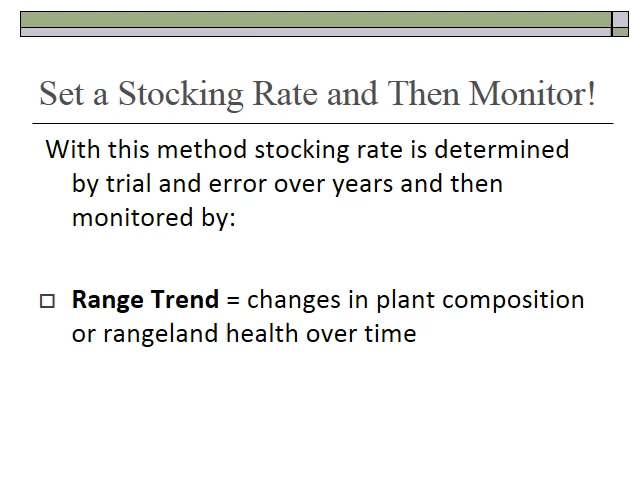 Set a Stocking Rate and Then Monitor!
With this method stocking rate is determined
by trial and error over years and then
monitored by:
Range Trend = changes in plant composition
or rangeland health over time